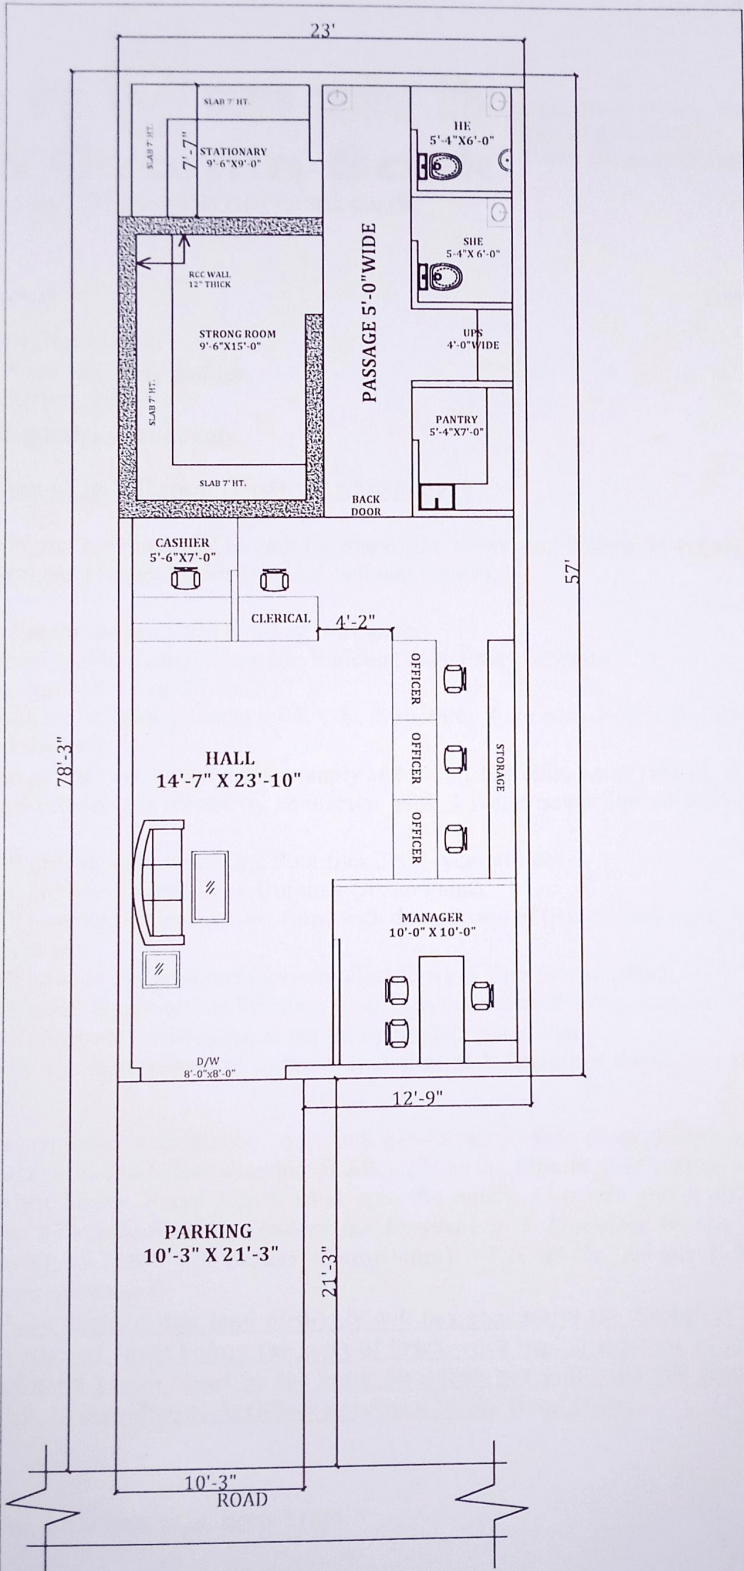 23'
SLAB 7' HT.
SLAB 7' HT.
7'-7"
STATIONARY
9'-6"X9'-0"
HE
5'-4"X6'-0"
SHE
5-4"X 6'-0"
PASSAGE 5'-0"WIDE
RCC WALL
12" THICK
STRONG ROOM
9'-6"X15'-0"
UPS
4'-0"WIDE
SLAB 7' HT.
PANTRY
5'-4"X7'-0"
SLAB 7' HT.
BACK
DOOR
CASHIER
5'-6"X7'-0"
57'
CLERICAL
4'-2"
OFFICER
OFFICER
OFFICER
STORAGE
78'-3"
HALL
14'-7" X 23'-10"
MANAGER
10'-0" X 10'-0"
D/W
8'-0"x8'-0"
12'-9"
PARKING
10'-3" X 21'-3"
21'-3"
10'-3"
ROAD